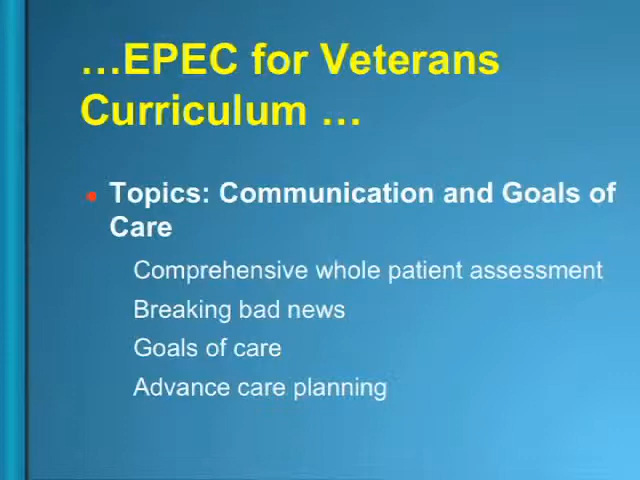 …EPEC for Veterans
Curriculum …
Topics: Communication and Goals of
Care
Comprehensive whole patient assessment
Breaking bad news
Goals of care
Advance care planning